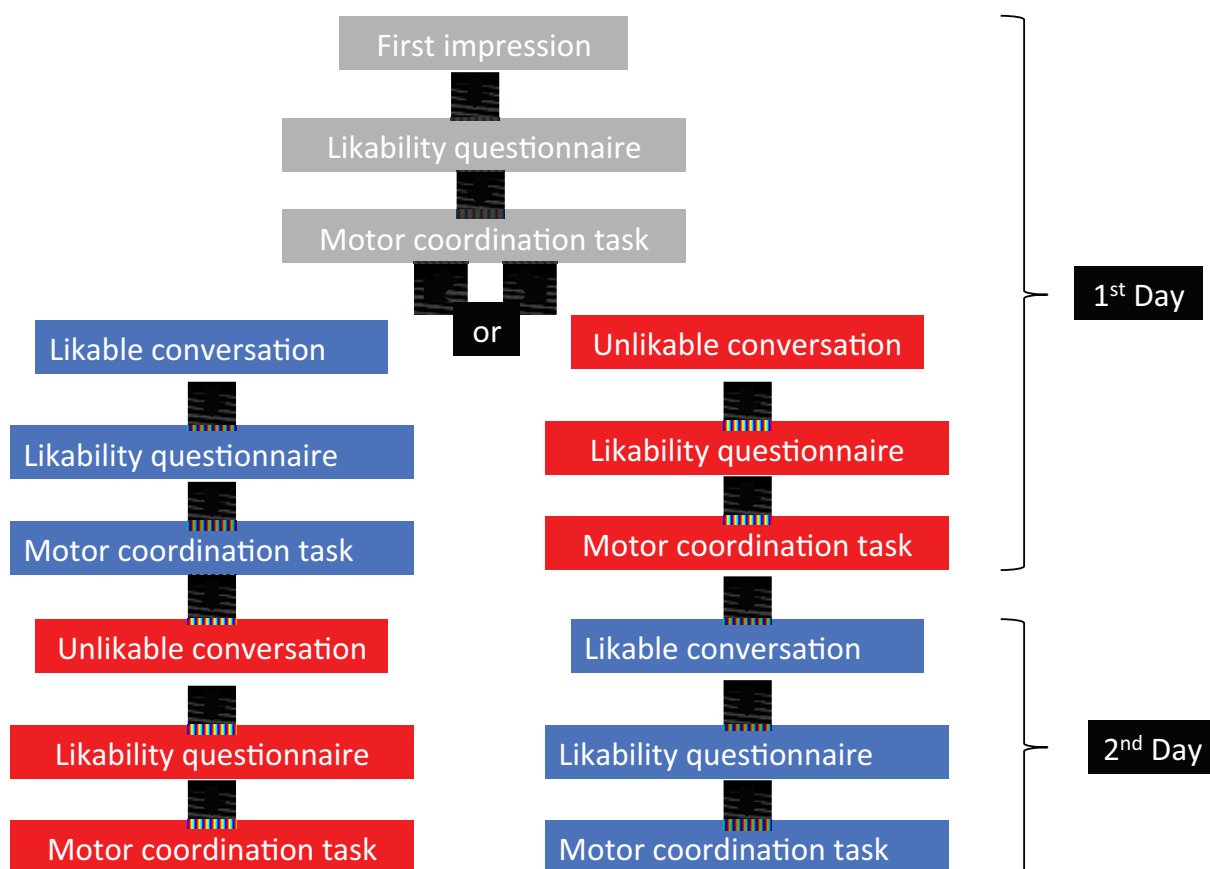 First impression
Likability questionnaire
Motor coordination task
or
1st Day
Likable conversation
Unlikable conversation
Likability questionnaire
Likability questionnaire
Motor coordination task
Motor coordination task
Unlikable conversation
Likable conversation
Likability questionnaire
Likability questionnaire
2nd Day
Motor coordination task
Motor coordination task